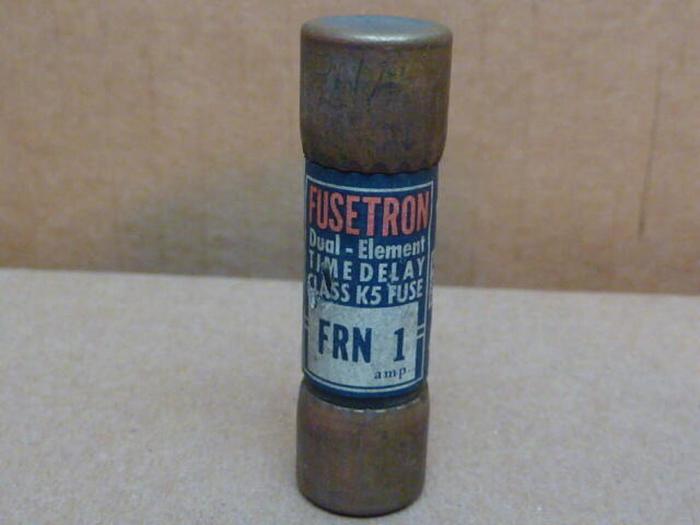 FUSETRON
Dual - Element
TIME DELAY
CLASS K5 FUSE
FRN 1
amp.